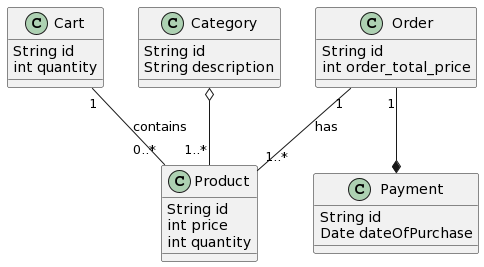 C Cart
String id
int quantity
C Category
String id
String description
C Order
String id
int order_total_price
1
contains
0..*
1..*
1
has
1..*
1
C Product
String id
int price
int quantity
C Payment
String id
Date dateOfPurchase